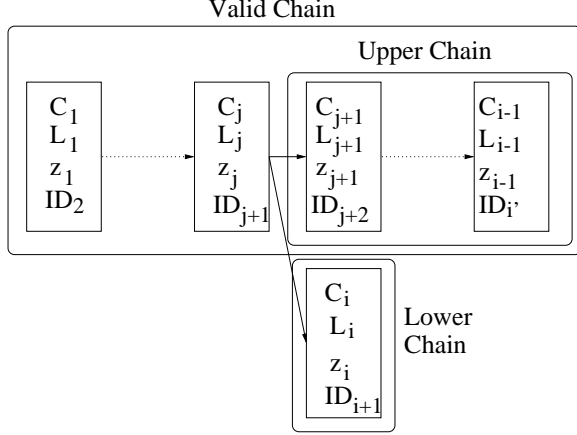 Valid Chain
Upper Chain
C1
L1
z1
ID2
Cj
Lj
zj
IDj+1
Cj+1
Lj+1
zj+1
IDj+2
Ci-1
Li-1
zi-1
IDi’
Ci
Li
zi
IDi+1
Lower
Chain